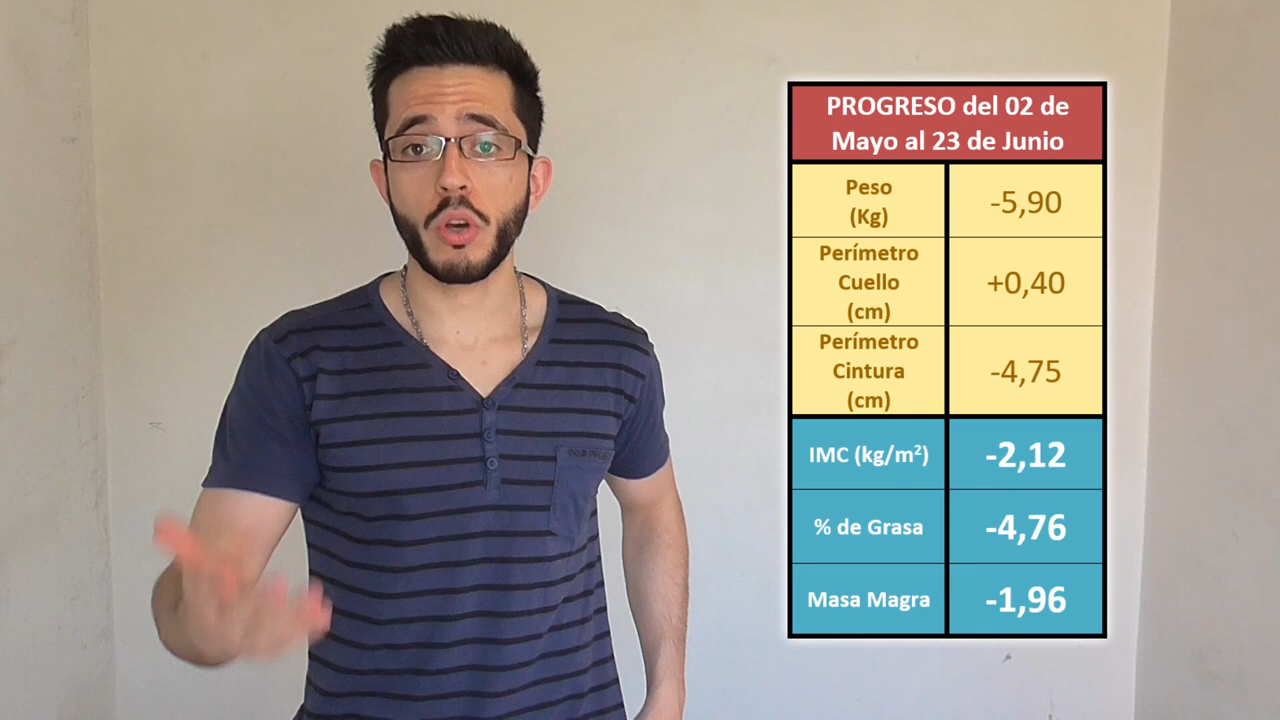 PROGRESO del 02 de
Mayo al 23 de Junio
Peso
(Kg)
-5,90
Perímetro
Cuello
(cm)
+0,40
Perímetro
Cintura
(cm)
-4,75
IMC (kg/m²)
-2,12
% de Grasa
-4,76
Masa Magra
-1,96